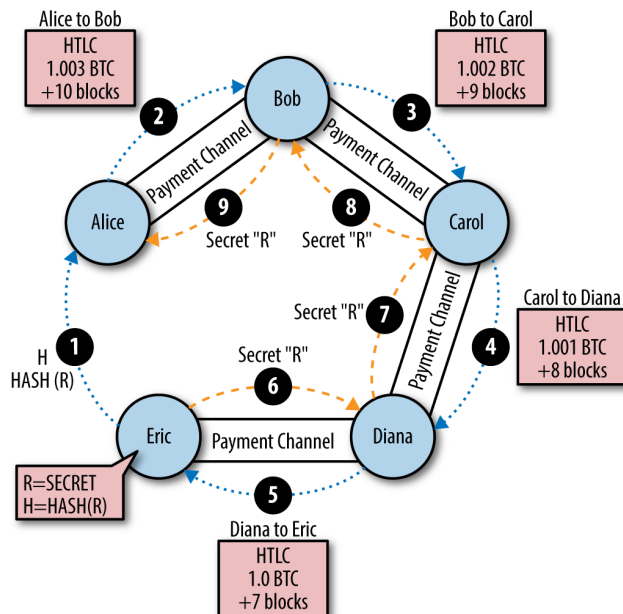 Alice to Bob
HTLC
1.003 BTC
+10 blocks
Bob to Carol
HTLC
1.002 BTC
+9 blocks
2
Bob
3
Payment Channel
Payment Channel
Alice
9
Secret "R"
8
Secret "R"
Carol
1
H
HASH (R)
Secret "R"
7
Payment Channel
4
Carol to Diana
HTLC
1.001 BTC
+8 blocks
Secret "R"
6
Eric
Payment Channel
Diana
R=SECRET
H=HASH(R)
5
Diana to Eric
HTLC
1.0 BTC
+7 blocks